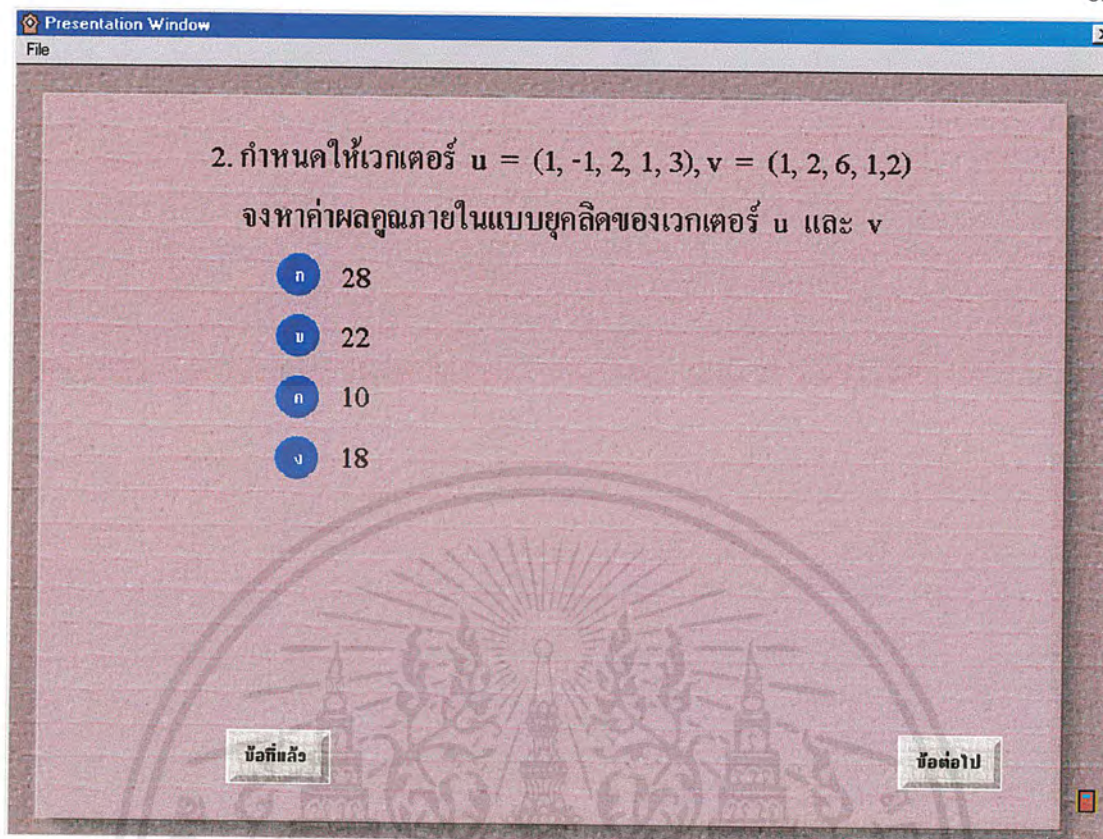 Presentation Window
File
2. กำหนดให้เวกเตอร์ u = (1, -1, 2, 1, 3), v = (1, 2, 6, 1,2)
จงหาค่าผลคูณภายในแบบยุคลิดของเวกเตอร์ u และ v
ก 28
ข 22
ค 10
ง 18
ข้อที่แล้ว
ข้อต่อไป